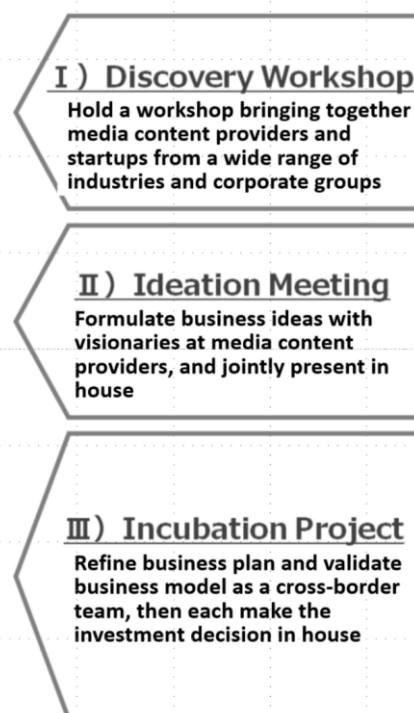 Ⅰ）Discovery Workshop
Hold a workshop bringing together
media content providers and
startups from a wide range of
industries and corporate groups
Ⅱ）Ideation Meeting
Formulate business ideas with
visionaries at media content
providers, and jointly present in
house
Ⅲ）Incubation Project
Refine business plan and validate
business model as a cross-border
team, then each make the
investment decision in house